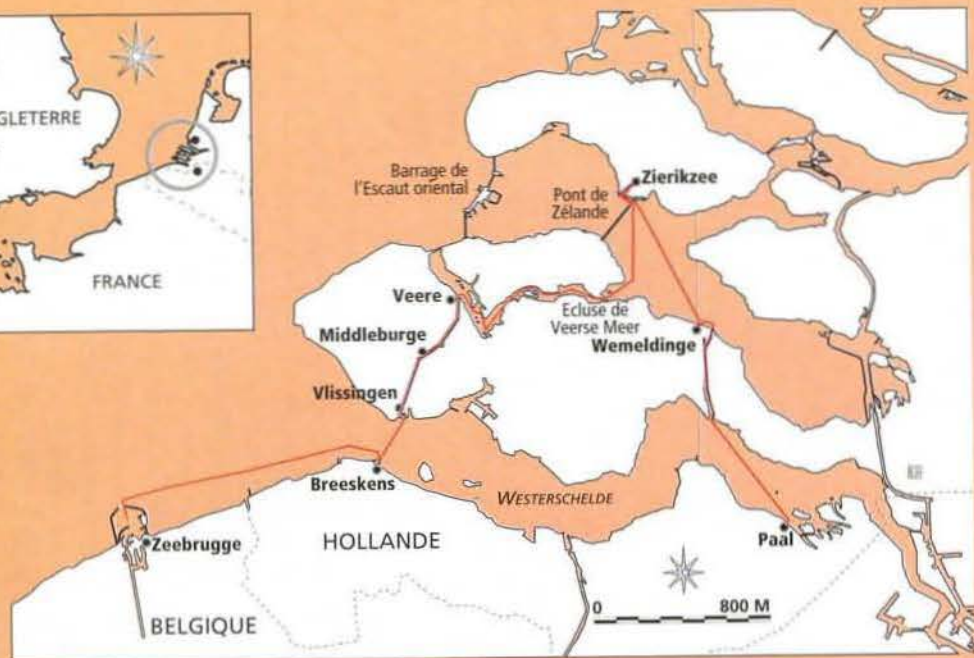 GLETERRE
FRANCE
Barrage de
l'Escaut oriental
Zierikzee
Pont de
Zélande
Veere
Ecluse de
Veerse Meer
Middleburge
Wemeldinge
Vlissingen
Breeskens
WESTERSCHELDE
Zeebrugge
HOLLANDE
Paal
0 800 M
BELGIQUE